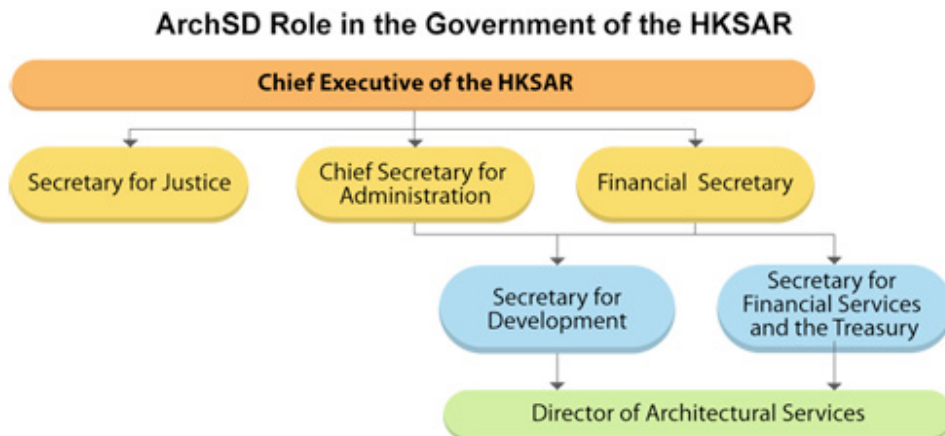 ArchSD Role in the Government of the HKSAR
Chief Executive of the HKSAR
Secretary for Justice
Chief Secretary for
Administration
Financial Secretary
Secretary for
Development
Secretary for
Financial Services
and the Treasury
Director of Architectural Services